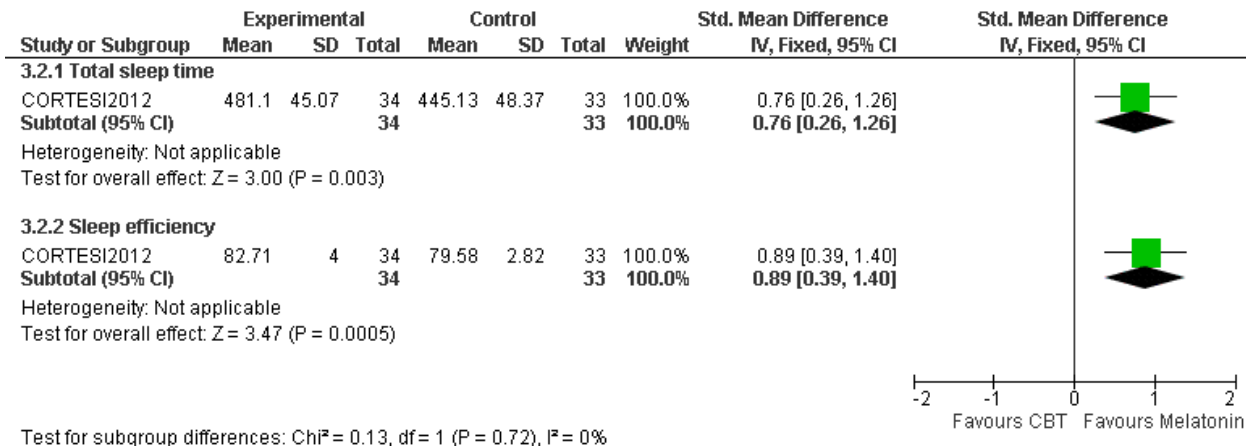 Experimental Control Std. Mean Difference Std. Mean Difference
Study or Subgroup Mean SD Total Mean SD Total Weight IV, Fixed, 95% CI IV, Fixed, 95% CI
3.2.1 Total sleep time
CORTESI2012 481.1 45.07 34 445.13 48.37 33 100.0% 0.76 [0.26, 1.26]
Subtotal (95% CI) 34 33 100.0% 0.76 [0.26, 1.26]
Heterogeneity: Not applicable
Test for overall effect: Z = 3.00 (P = 0.003)
3.2.2 Sleep efficiency
CORTESI2012 82.71 4 34 79.58 2.82 33 100.0% 0.89 [0.39, 1.40]
Subtotal (95% CI) 34 33 100.0% 0.89 [0.39, 1.40]
Heterogeneity: Not applicable
Test for overall effect: Z = 3.47 (P = 0.0005)
-2 -1 0 1 2
Favours CBT Favours Melatonin
Test for subgroup differences: Chi² = 0.13, df = 1 (P = 0.72), I² = 0%